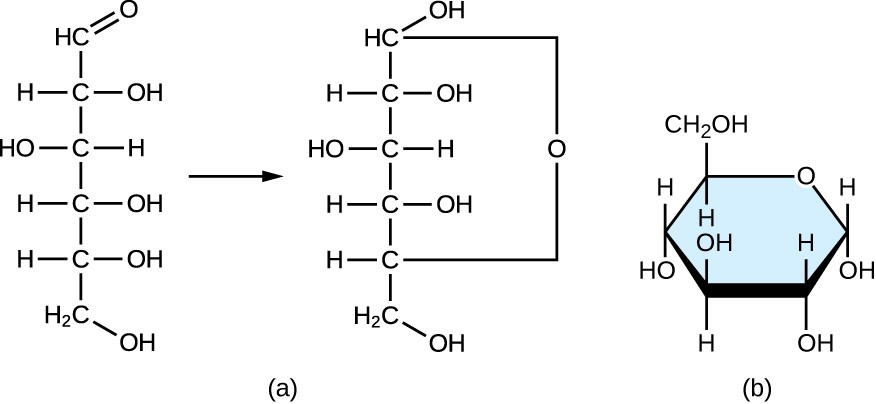 HC O
H C OH
HO C H
H C OH
H C OH
H₂C
OH
OH
HC
H C OH
HO C H O
H C OH
H C
H₂C
OH
(a)
CH₂OH
O
H H
H
OH H
HO OH
H OH
(b)